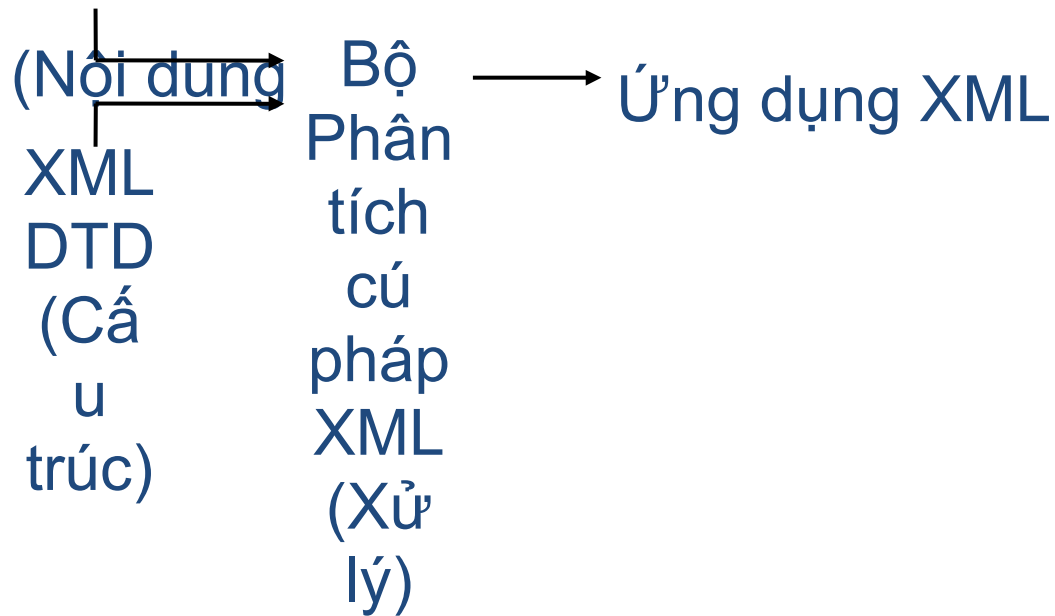 (Nội dung
XML
DTD
(Cấ
u
trúc)
Bộ
Phân
tích
cú
pháp
XML
(Xử
lý)
Ứng dụng XML